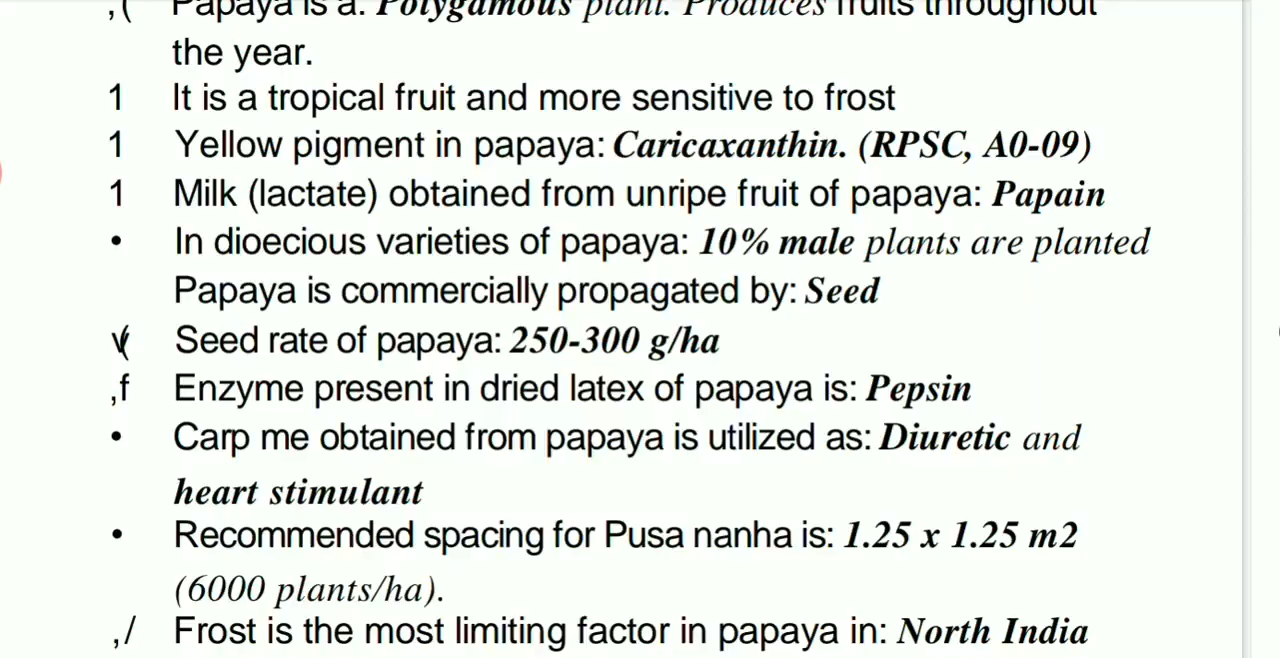 ,( Papaya is a: Polygamous plant. Produces fruits throughout
the year.
1 It is a tropical fruit and more sensitive to frost
1 Yellow pigment in papaya: Caricaxanthin. (RPSC, A0-09)
1 Milk (lactate) obtained from unripe fruit of papaya: Papain
• In dioecious varieties of papaya: 10% male plants are planted
Papaya is commercially propagated by: Seed
Seed rate of papaya: 250-300 g/ha
,f Enzyme present in dried latex of papaya is: Pepsin
• Carp me obtained from papaya is utilized as: Diuretic and
heart stimulant
• Recommended spacing for Pusa nanha is: 1.25 x 1.25 m2
(6000 plants/ha).
,/ Frost is the most limiting factor in papaya in: North India